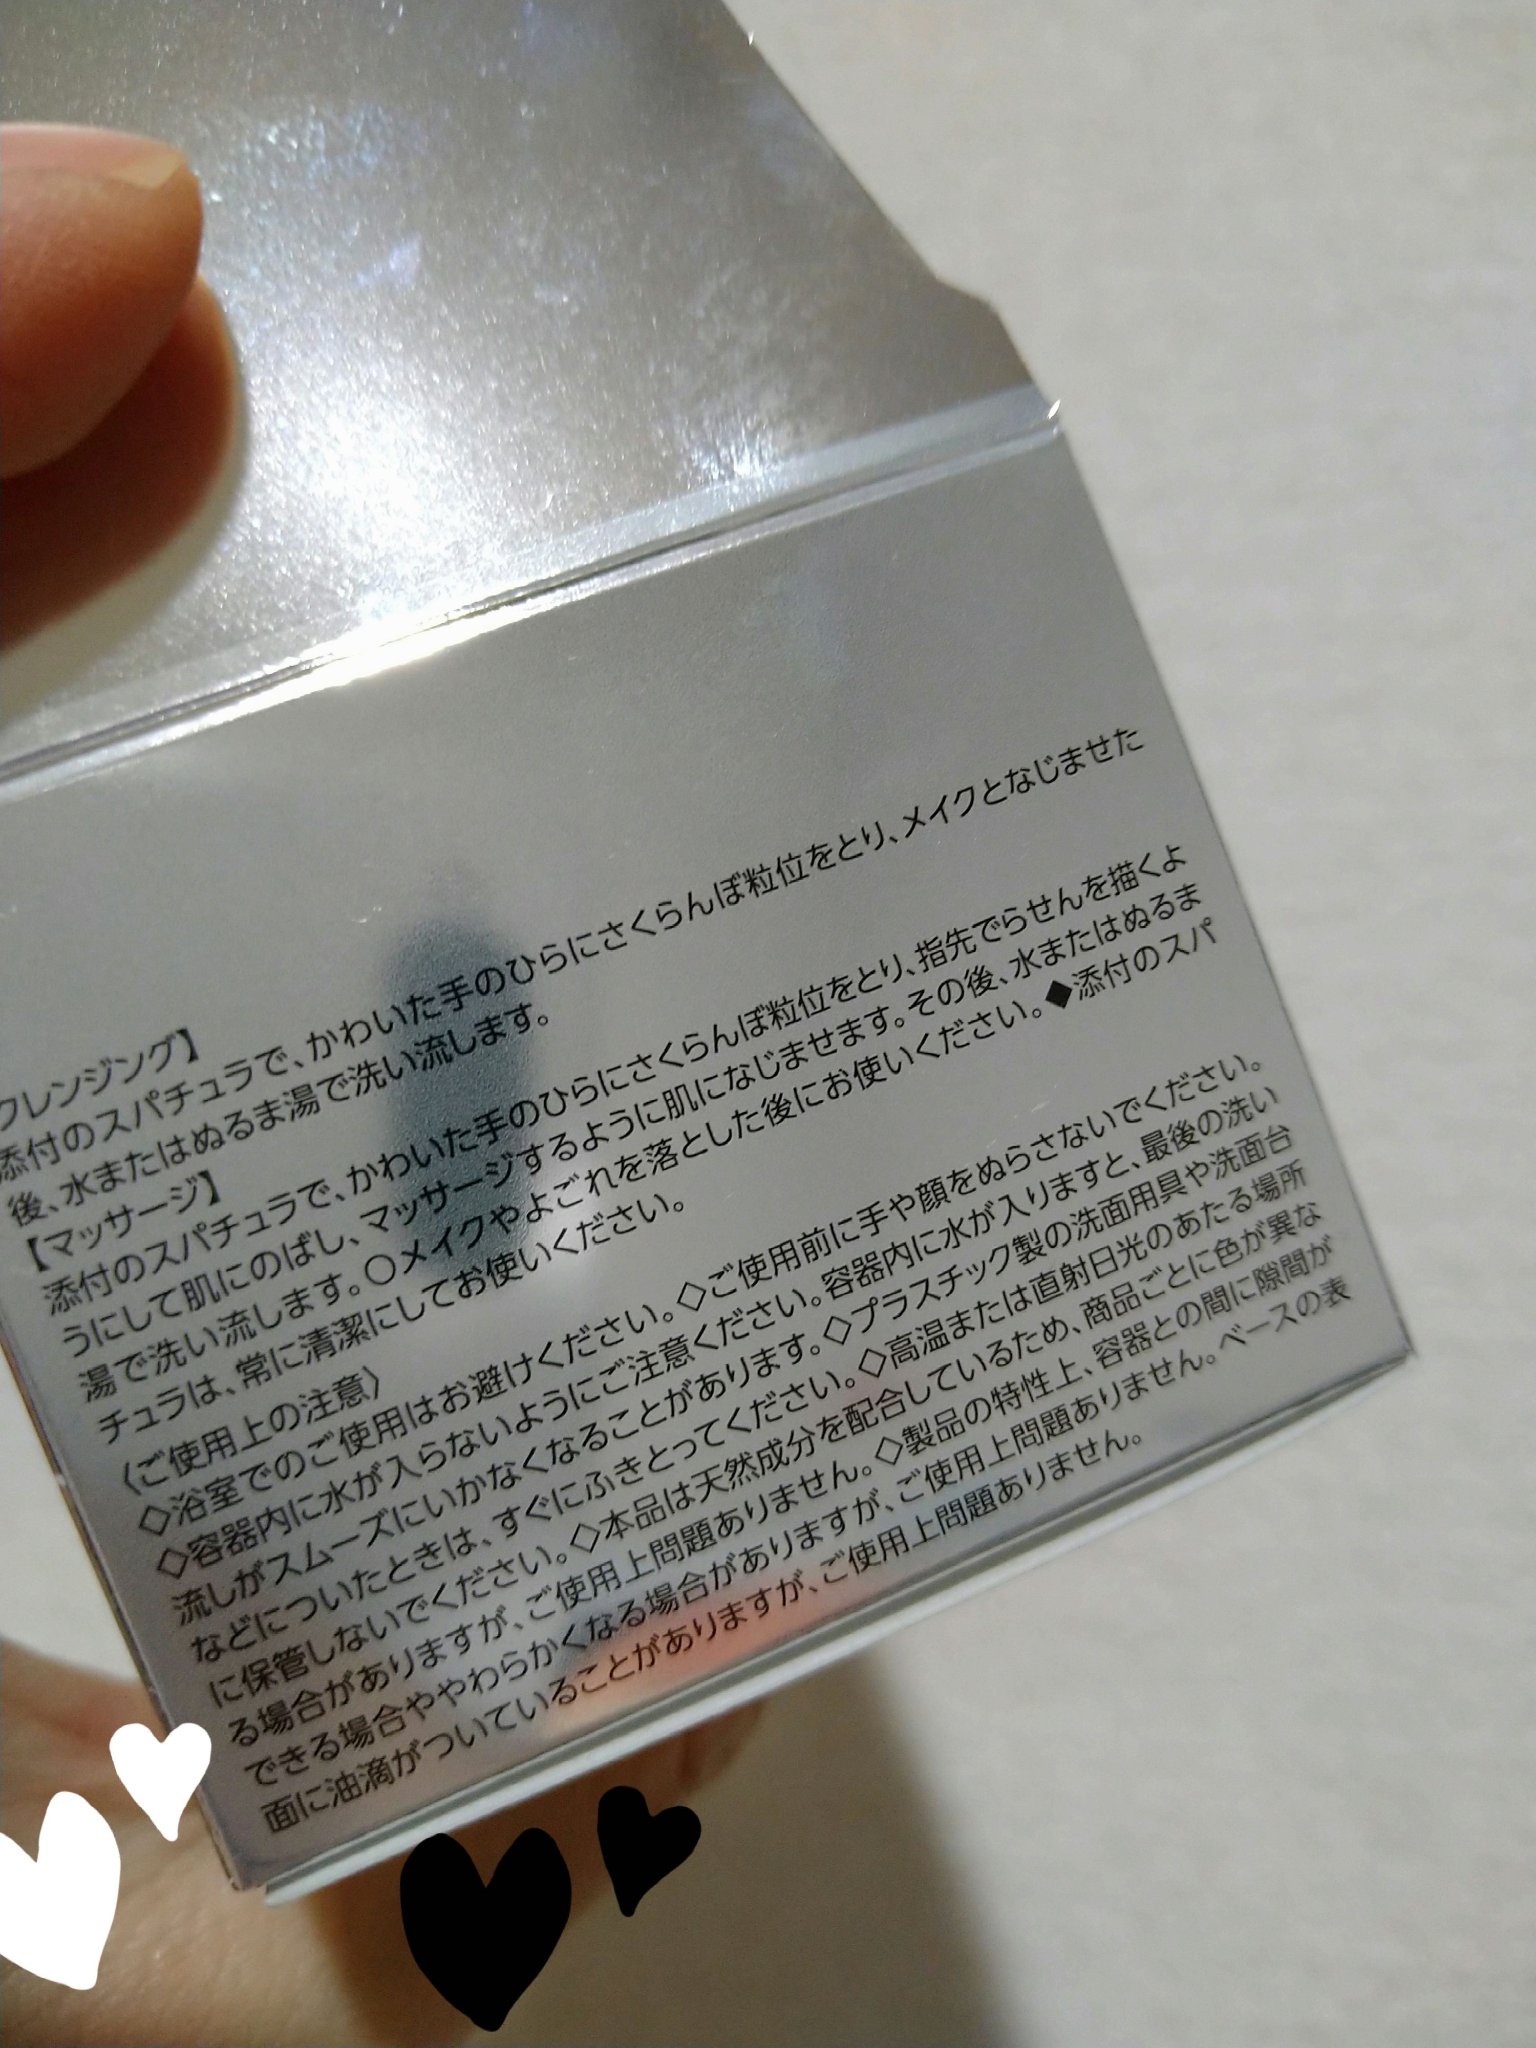 クレンジング】
添付のスパチュラで、かわいた手のひらにさくらんぼ粒位をとり、メイクとなじませた
後、水またはぬるま湯で洗い流します。
【マッサージ】
添付のスパチュラで、かわいた手のひらにさくらんぼ粒位をとり、指先でらせんを描くよ
うにして肌にのばし、マッサージするように肌になじませます。その後、水またはぬるま
湯で洗い流します。〇メイクやよごれを落とした後にお使いください。◆添付のスパ
チュラは、常に清潔にしてお使いください。
〈ご使用上の注意〉
◇浴室でのご使用はお避けください。◇ご使用前に手や顔をぬらさないでください。
◇容器内に水が入らないようにご注意ください。容器内に水が入りますと、最後の洗い
流しがスムーズにいかなくなることがあります。◇プラスチック製の洗面用具や洗面台
などについたときは、すぐにふきとってください。◇高温または直射日光のあたる場所
に保管しないでください。◇本品は天然成分を配合しているため、商品ごとに色が異な
る場合がありますが、ご使用上問題ありません。◇製品の特性上、容器との間に隙間が
できる場合ややわらかくなる場合がありますが、ご使用上問題ありません。ベースの表
面に油滴がついていることがありますが、ご使用上問題ありません。